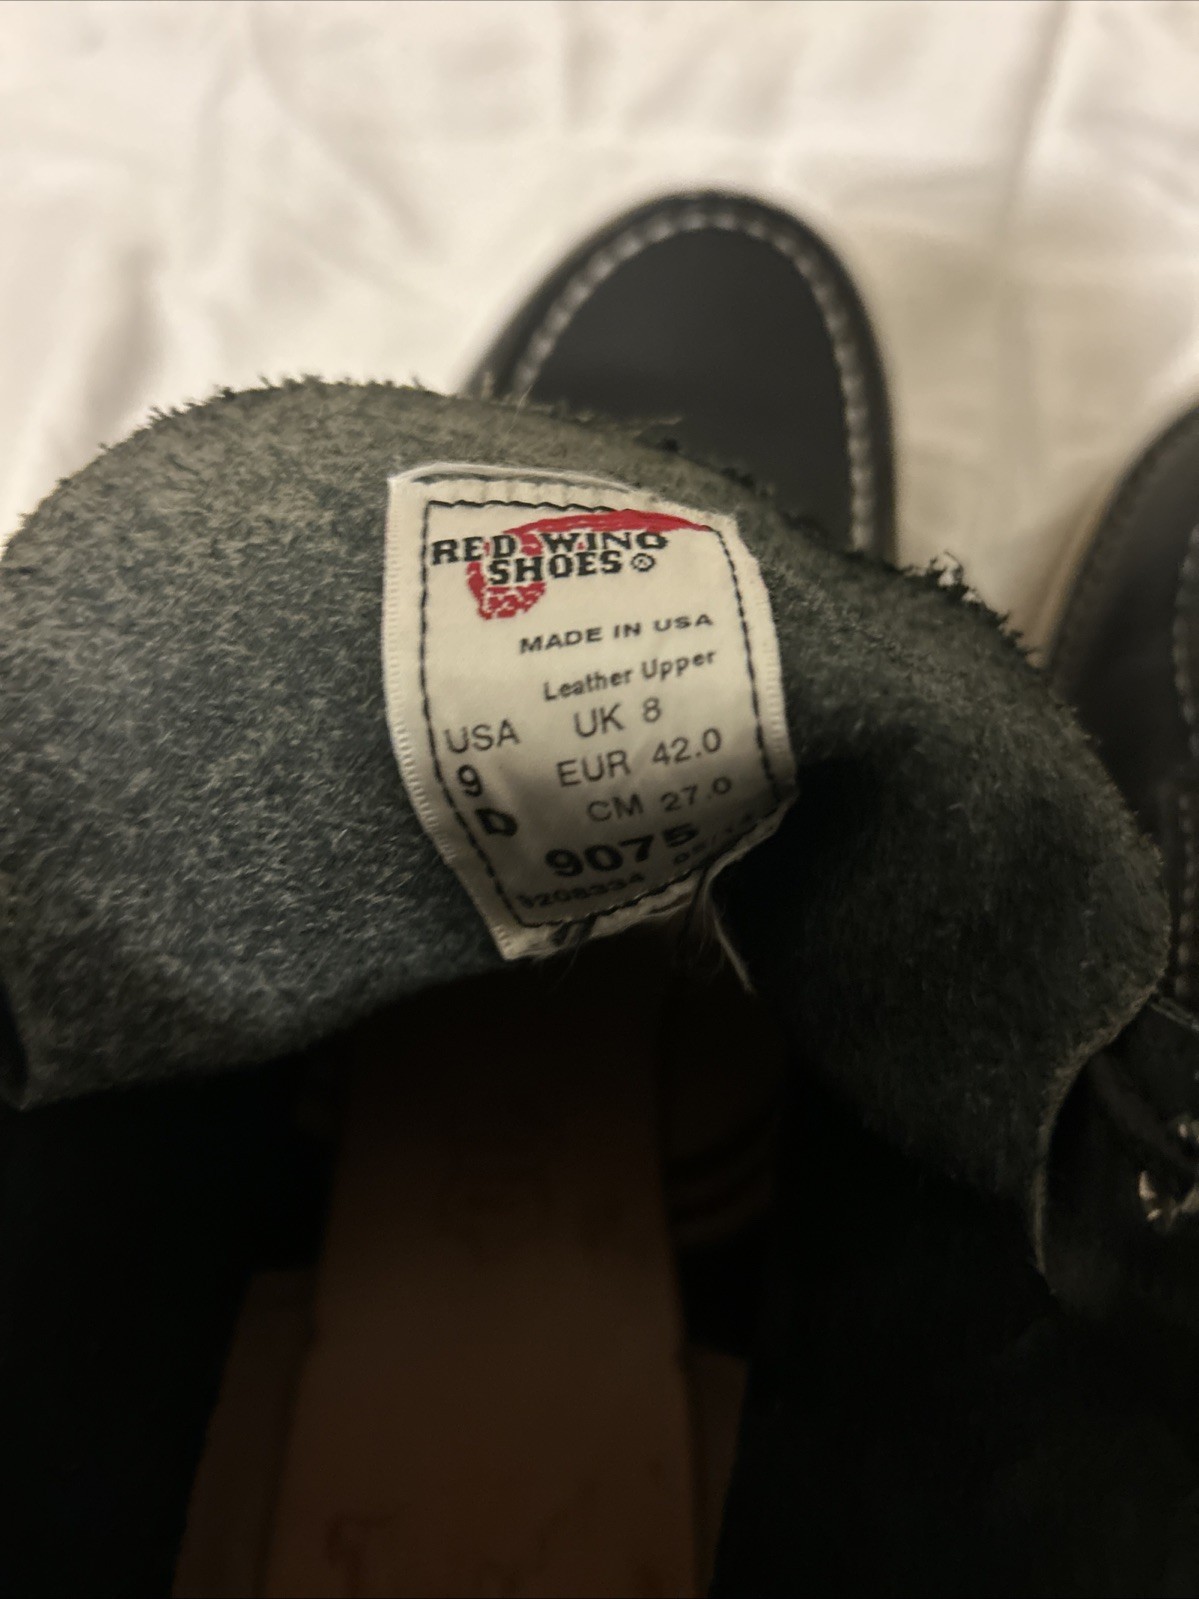 RED WING
SHOES®
MADE IN USA
Leather Upper
USA UK 8
9 EUR 42.0
D CM 27.0
9075